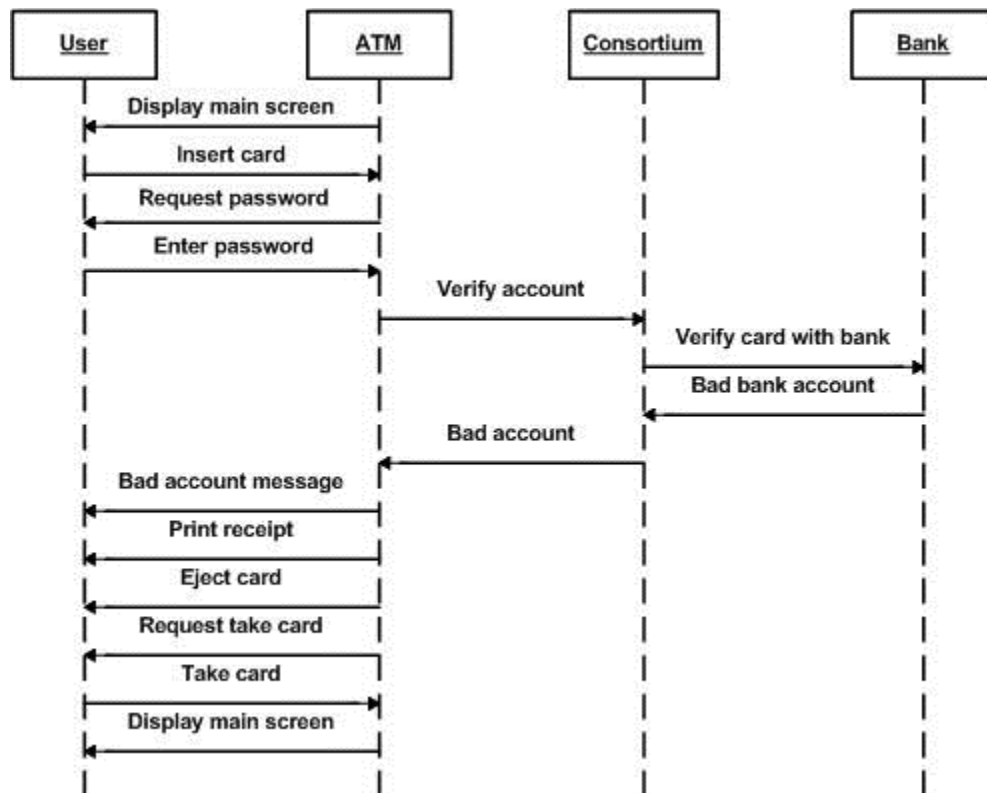 User
ATM
Consortium
Bank
Display main screen
Insert card
Request password
Enter password
Verify account
Verify card with bank
Bad bank account
Bad account
Bad account message
Print receipt
Eject card
Request take card
Take card
Display main screen